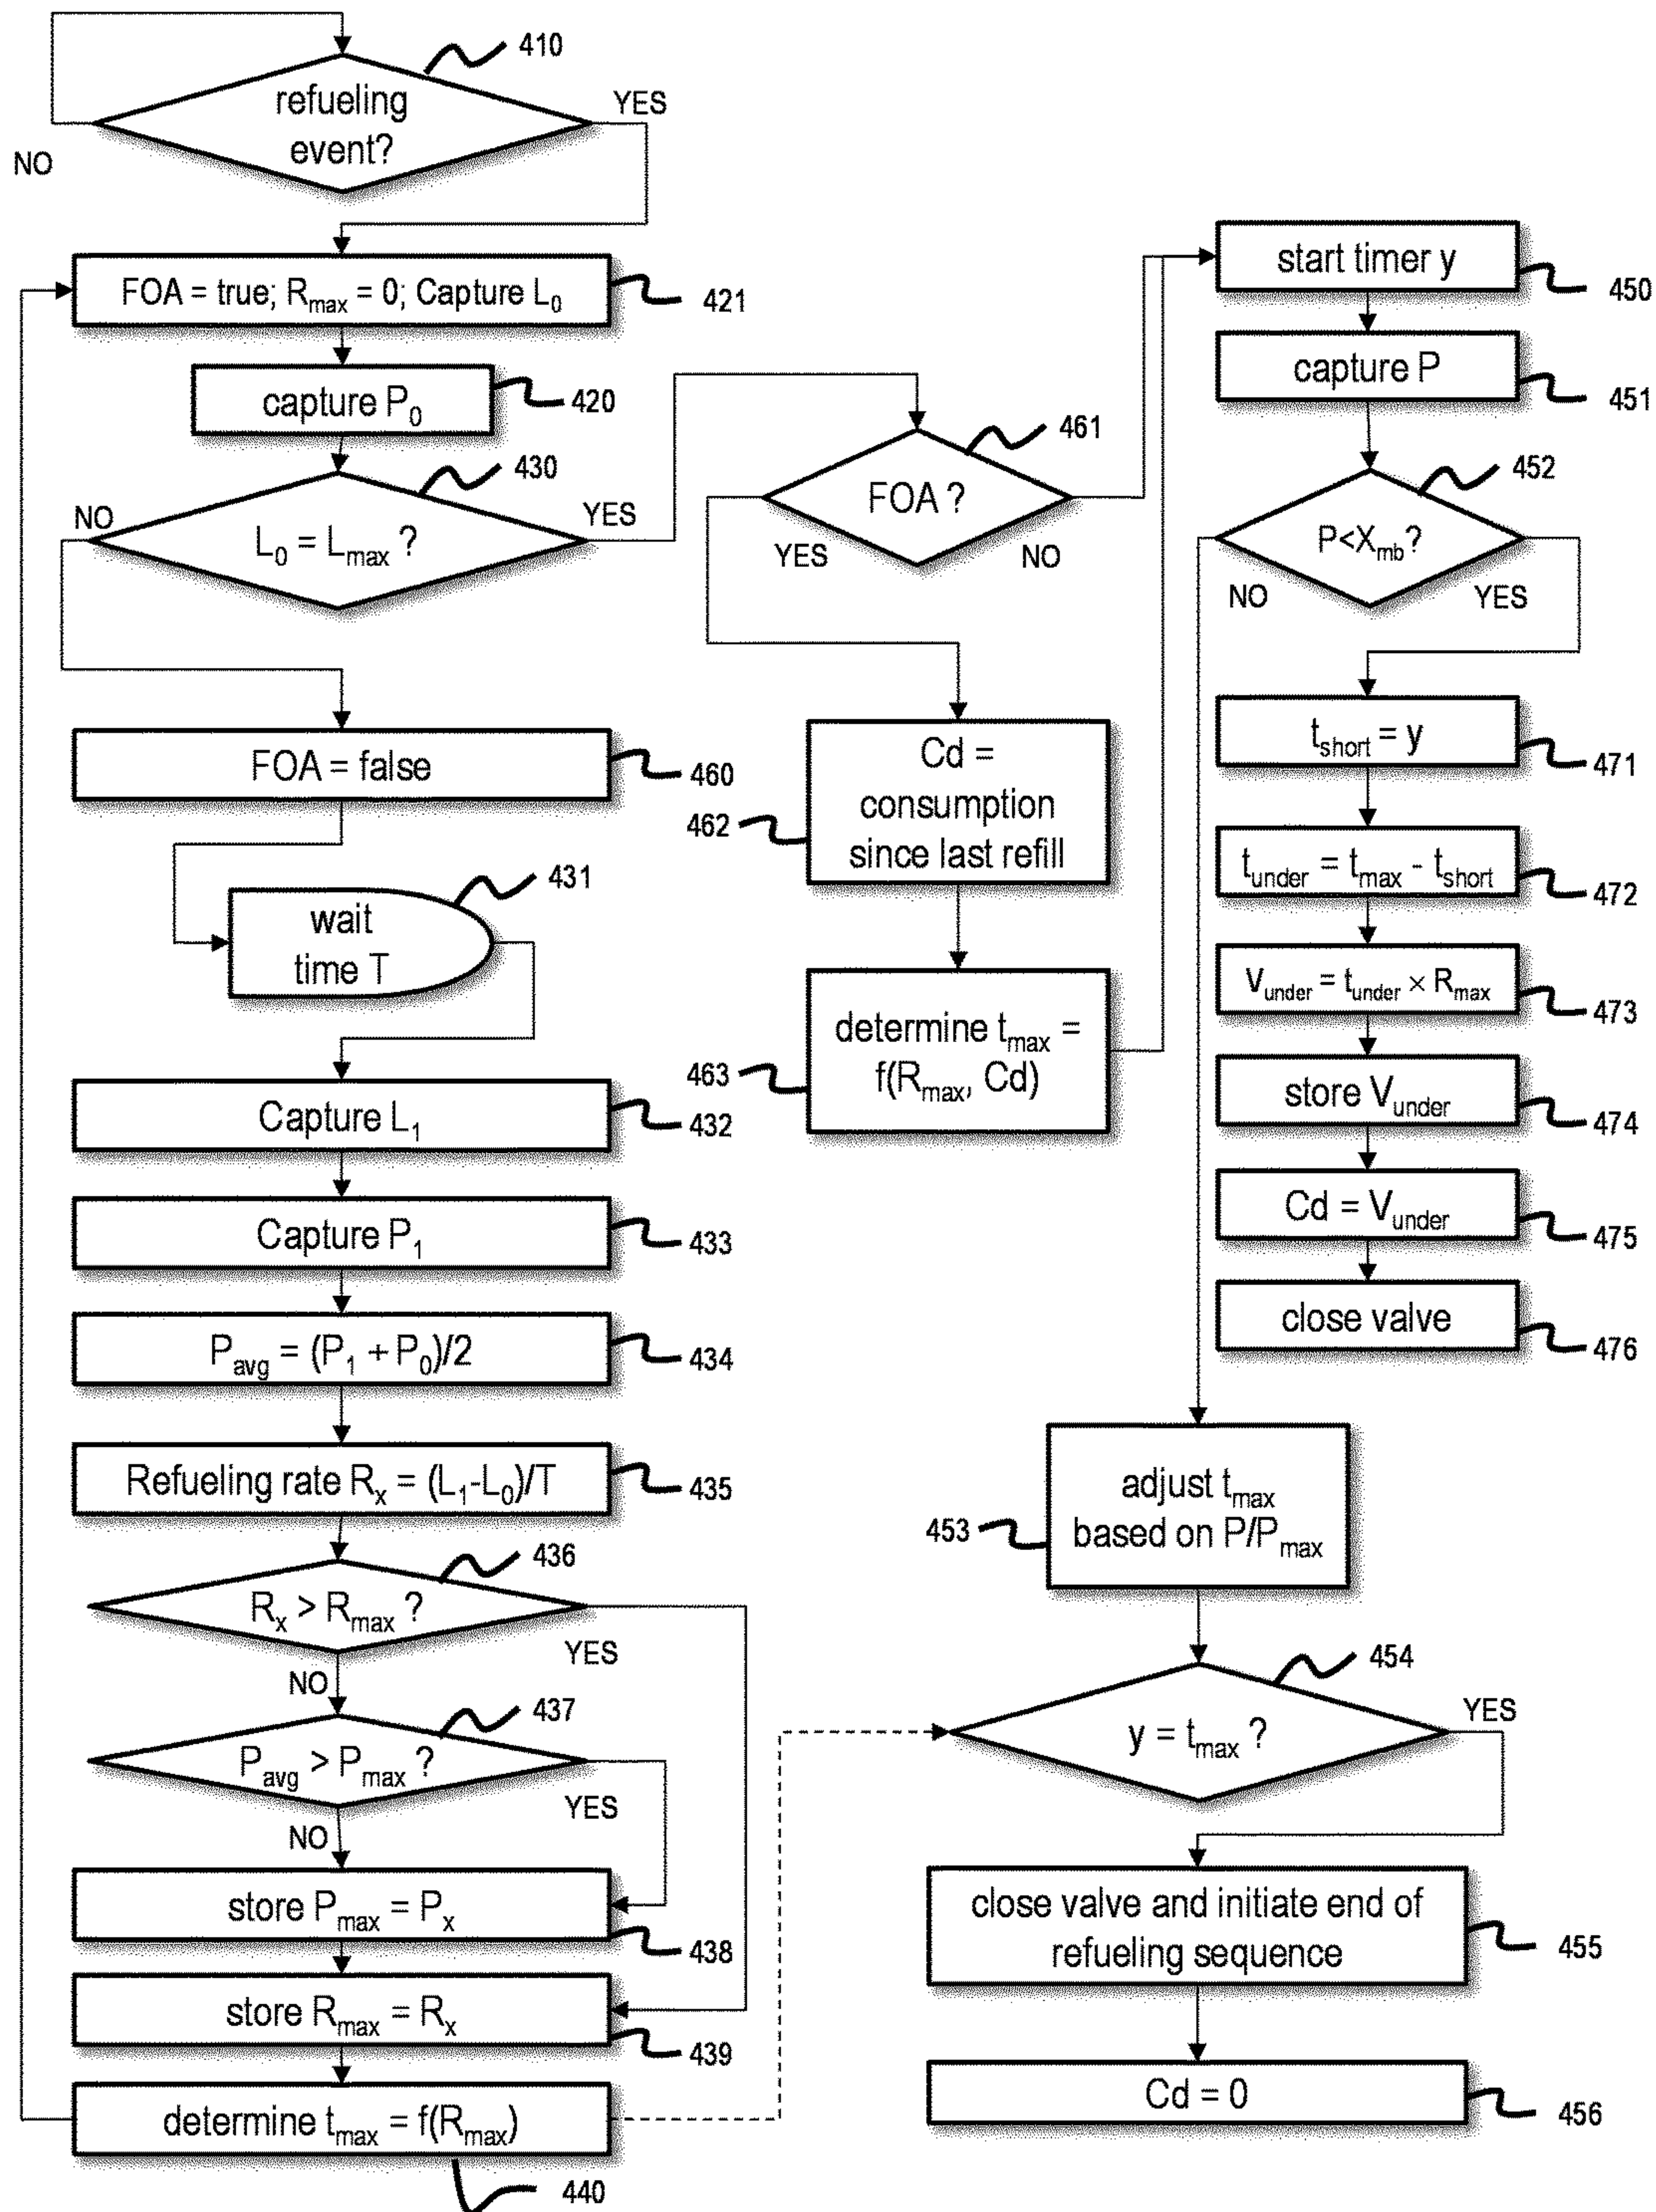 410
refueling
event?
YES
NO
FOA = true; Rmax = 0; Capture L0
421
capture P0
420
430
L0 = Lmax ?
NO
YES
FOA = false
460
431
wait
time T
Capture L1
432
Capture P1
433
Pavg = (P1 + P0)/2
434
Refueling rate Rx = (L1-L0)/T
435
436
Rx > Rmax ?
YES
NO
437
Pavg > Pmax ?
YES
NO
store Pmax = Px
438
store Rmax = Rx
439
determine tmax = f(Rmax)
440
461
FOA ?
YES
NO
Cd =
consumption
since last refill
462
determine tmax =
f(Rmax, Cd)
463
start timer y
450
capture P
451
452
P<Xmb?
NO
YES
tshort = y
471
tunder = tmax - tshort
472
Vunder = tunder × Rmax
473
store Vunder
474
Cd = Vunder
475
close valve
476
adjust tmax
based on P/Pmax
453
454
y = tmax ?
YES
close valve and initiate end of
refueling sequence
455
Cd = 0
456